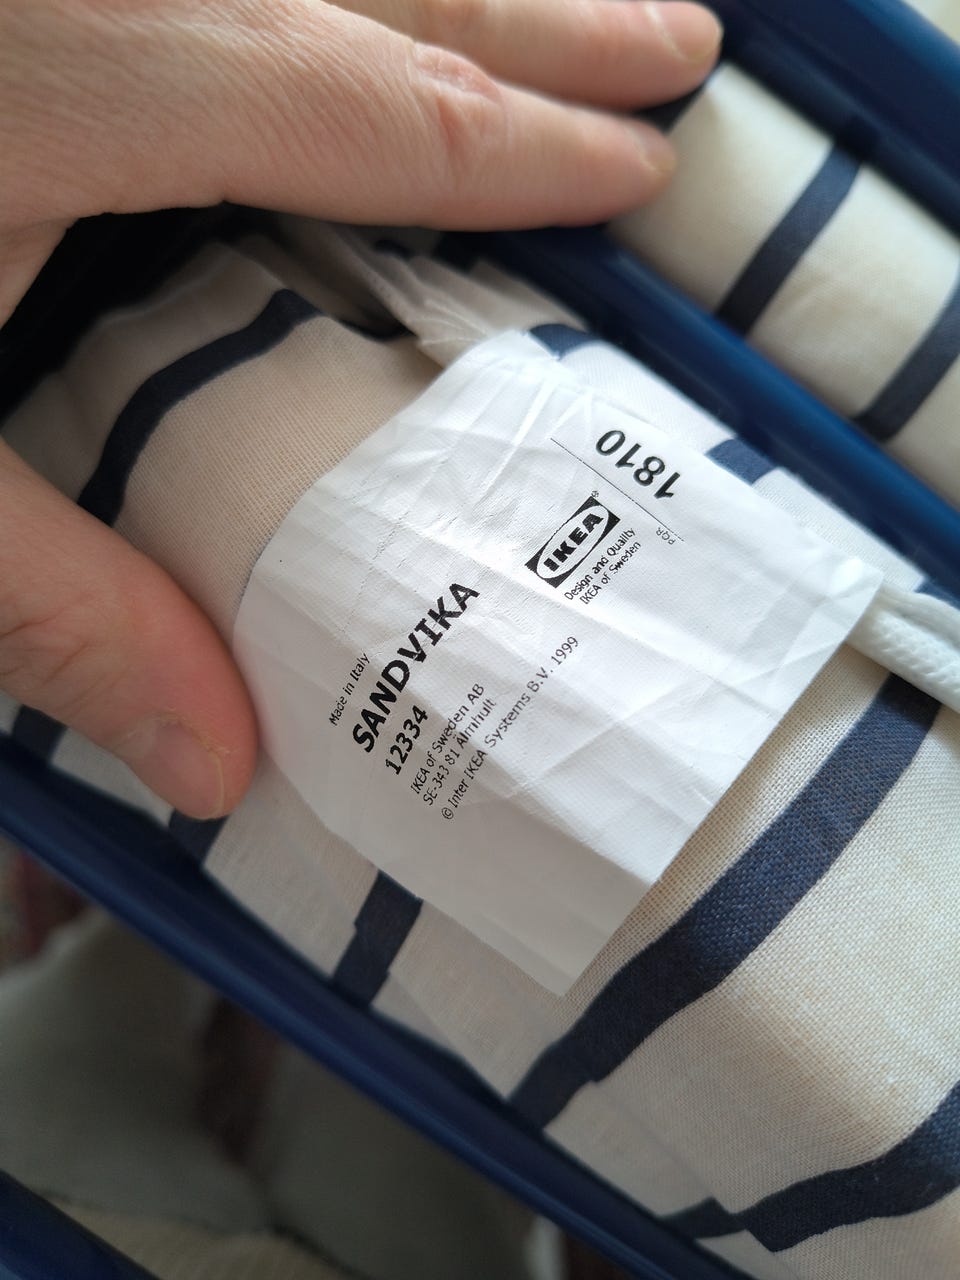 Made in Italy
SANDVIKA
12334
IKEA of Sweden AB
SE-343 81 Älmhult
© Inter IKEA Systems B.V. 1999
IKEA®
Design and Quality
IKEA of Sweden
1810